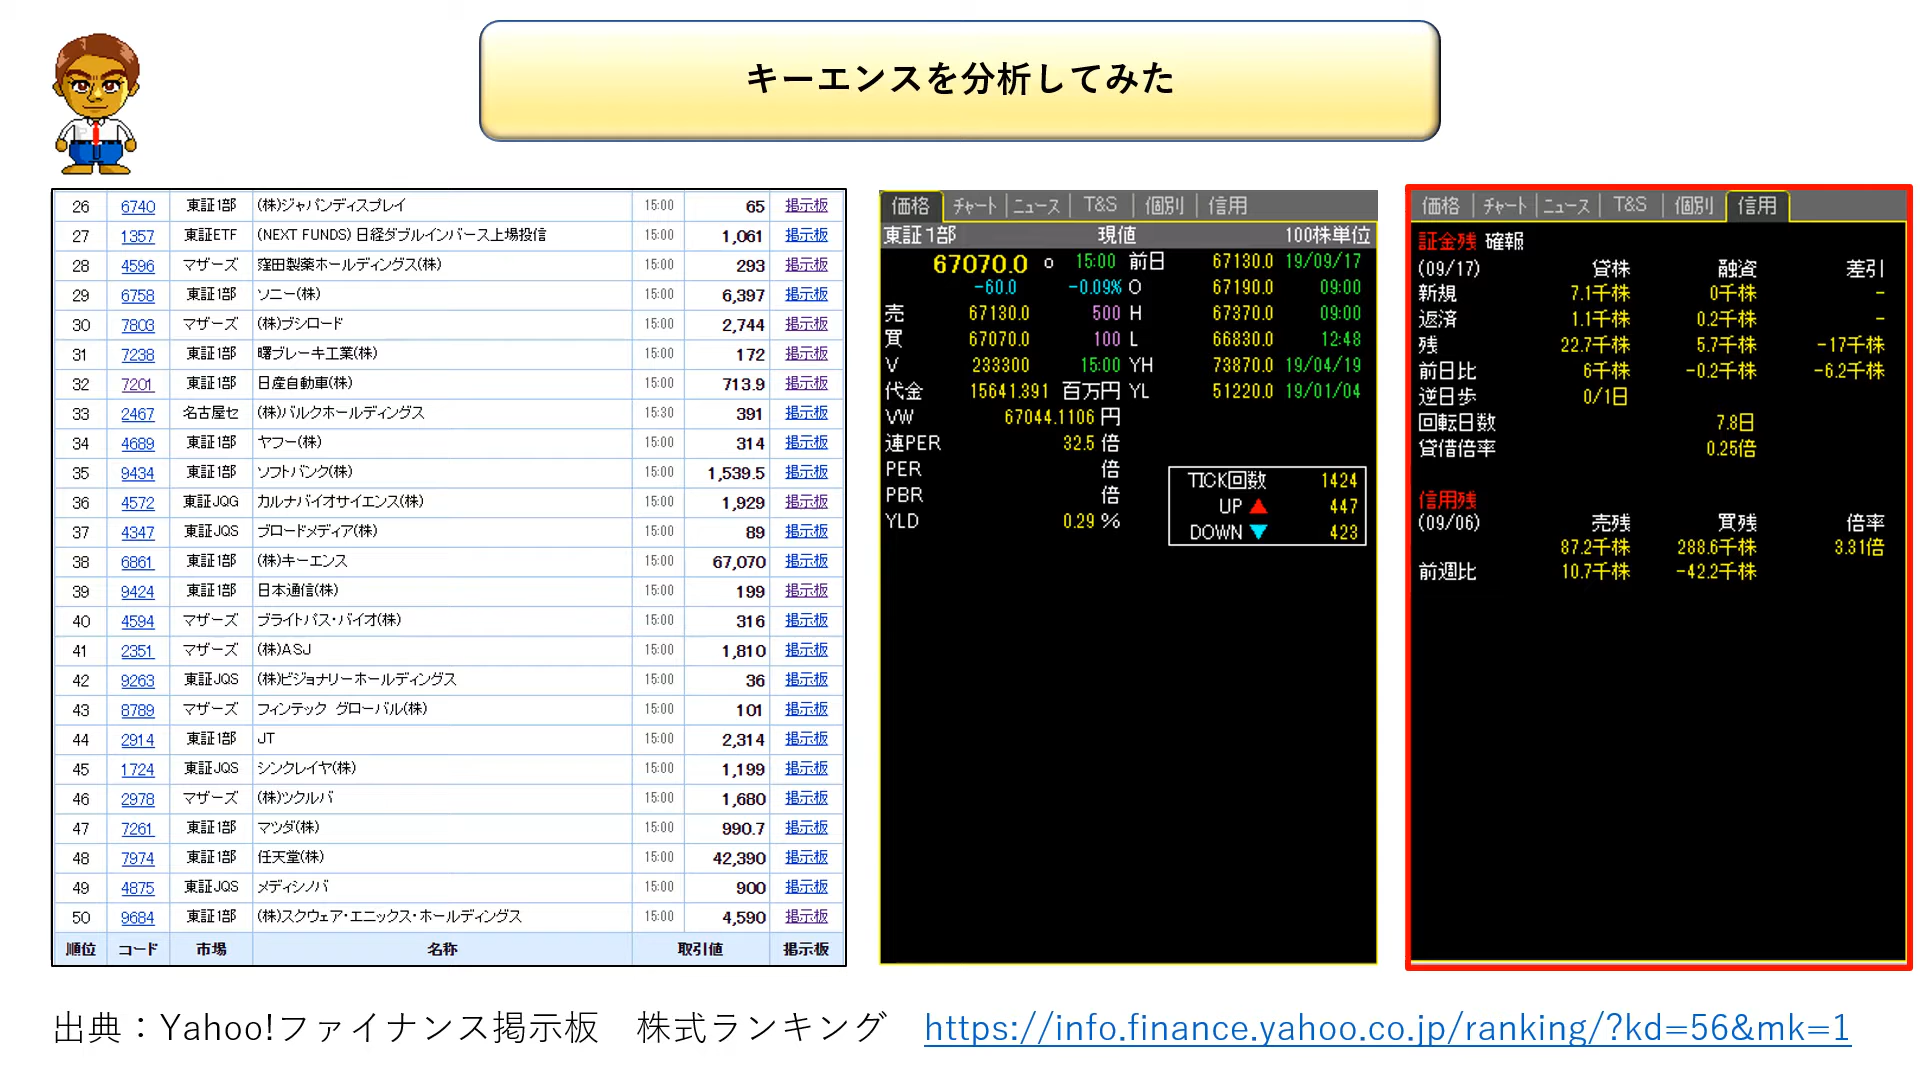 キーエンスを分析してみた
26 6740 東証1部 (株)ジャパンディスプレイ 15:00 65 掲示板
27 1357 東証ETF (NEXT FUNDS) 日経ダブルインバース上場投信 15:00 1,061 掲示板
28 4596 マザーズ 窪田製薬ホールディングス(株) 15:00 293 掲示板
29 6758 東証1部 ソニー(株) 15:00 6,397 掲示板
30 7803 マザーズ (株)ブシロード 15:00 2,744 掲示板
31 7238 東証1部 曙ブレーキ工業(株) 15:00 172 掲示板
32 7201 東証1部 日産自動車(株) 15:00 713.9 掲示板
33 2467 名古屋セ (株)バルクホールディングス 15:30 391 掲示板
34 4689 東証1部 ヤフー(株) 15:00 314 掲示板
35 9434 東証1部 ソフトバンク(株) 15:00 1,539.5 掲示板
36 4572 東証JQG カルナバイオサイエンス(株) 15:00 1,929 掲示板
37 4347 東証JQS ブロードメディア(株) 15:00 89 掲示板
38 6861 東証1部 (株)キーエンス 15:00 67,070 掲示板
39 9424 東証1部 日本通信(株) 15:00 199 掲示板
40 4594 マザーズ ブライトパス・バイオ(株) 15:00 316 掲示板
41 2351 マザーズ (株)ASJ 15:00 1,810 掲示板
42 9263 東証JQS (株)ビジョナリーホールディングス 15:00 36 掲示板
43 8789 マザーズ フィンテック グローバル(株) 15:00 101 掲示板
44 2914 東証1部 JT 15:00 2,314 掲示板
45 1724 東証JQS シンクレイヤ(株) 15:00 1,199 掲示板
46 2978 マザーズ (株)ツクルバ 15:00 1,680 掲示板
47 7261 東証1部 マツダ(株) 15:00 990.7 掲示板
48 7974 東証1部 任天堂(株) 15:00 42,390 掲示板
49 4875 東証JQS メディシノバ 15:00 900 掲示板
50 9684 東証1部 (株)スクウェア・エニックス・ホールディングス 15:00 4,590 掲示板
順位 コード 市場 名称 取引値 掲示板
価格 チャート ニュース T&S 個別 信用
東証1部 現値 100株単位
67070.0 o 15:00 前日 67130.0 19/09/17
-60.0 -0.09% O 67190.0 09:00
売 67130.0 500 H 67370.0 09:00
買 67070.0 100 L 66830.0 12:48
V 233300 15:00 YH 73870.0 19/04/19
代金 15641.391 百万円 YL 51220.0 19/01/04
VW 67044.1106 円
連PER 32.5 倍
PER 倍
PBR 倍
YLD 0.29 %
TICK回数 1424
UP ▲ 447
DOWN ▼ 423
価格 チャート ニュース T&S 個別 信用
証金残 確報
(09/17) 貸株 融資 差引
新規 7.1千株 0千株 -
返済 1.1千株 0.2千株 -
残 22.7千株 5.7千株 -17千株
前日比 6千株 -0.2千株 -6.2千株
逆日歩 0/1日
回転日数 7.8日
貸借倍率 0.25倍
信用残
(09/06) 売残 買残 倍率
87.2千株 288.6千株 3.31倍
前週比 10.7千株 -42.2千株
出典：Yahoo!ファイナンス掲示板 株式ランキング https://info.finance.yahoo.co.jp/ranking/?kd=56&mk=1